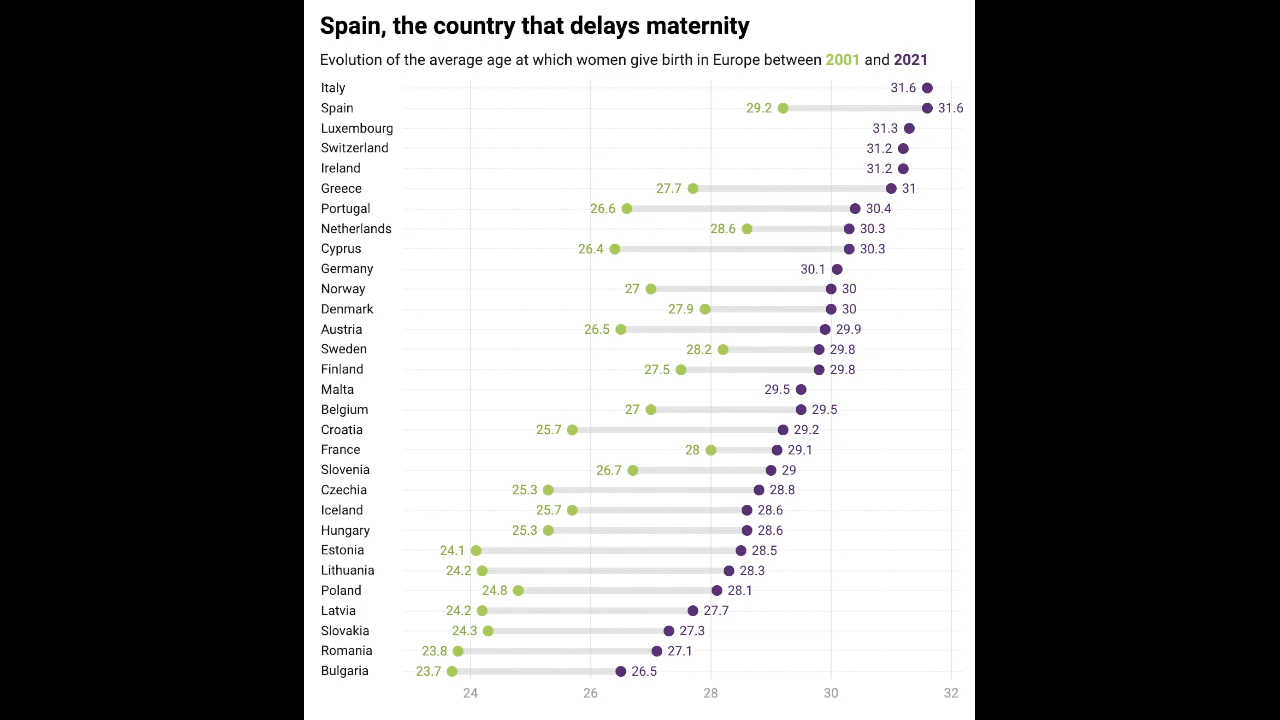 Spain, the country that delays maternity
Evolution of the average age at which women give birth in Europe between 2001 and 2021
Italy 31.6
Spain 29.2 31.6
Luxembourg 31.3
Switzerland 31.2
Ireland 31.2
Greece 27.7 31
Portugal 26.6 30.4
Netherlands 28.6 30.3
Cyprus 26.4 30.3
Germany 30.1
Norway 27 30
Denmark 27.9 30
Austria 26.5 29.9
Sweden 28.2 29.8
Finland 27.5 29.8
Malta 29.5
Belgium 27 29.5
Croatia 25.7 29.2
France 28 29.1
Slovenia 26.7 29
Czechia 25.3 28.8
Iceland 25.7 28.6
Hungary 25.3 28.6
Estonia 24.1 28.5
Lithuania 24.2 28.3
Poland 24.8 28.1
Latvia 24.2 27.7
Slovakia 24.3 27.3
Romania 23.8 27.1
Bulgaria 23.7 26.5
24 26 28 30 32